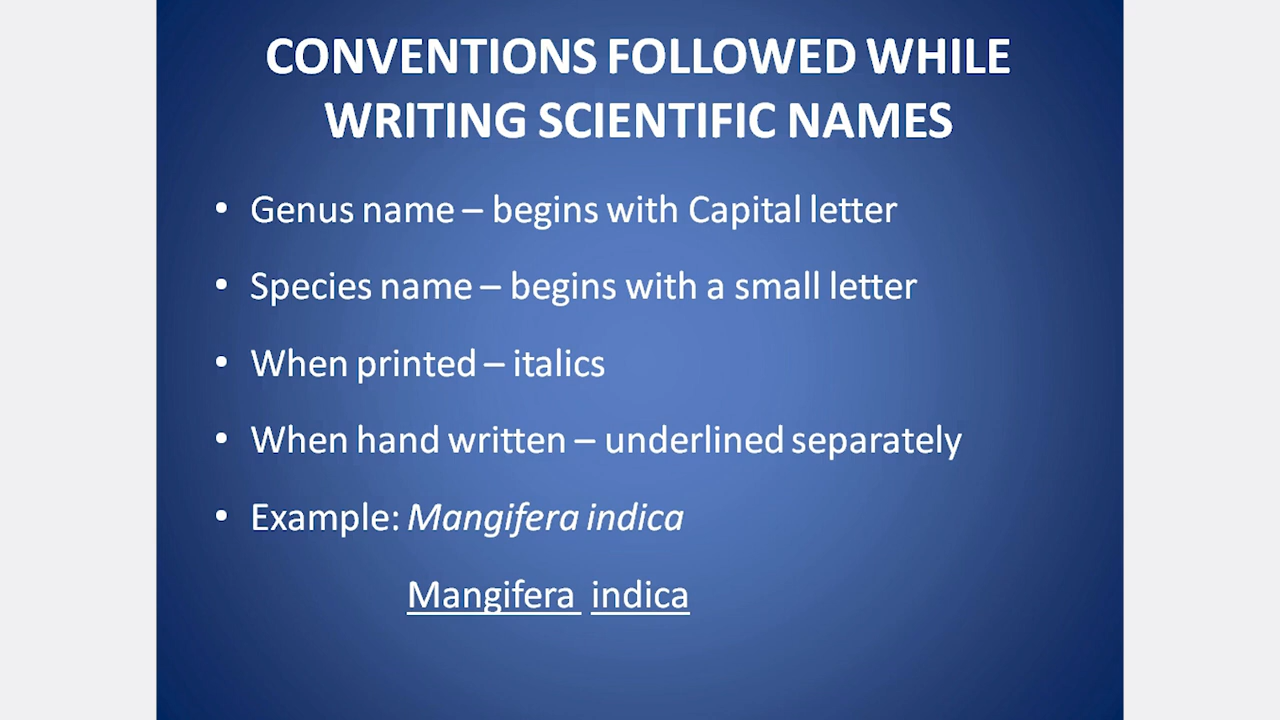 CONVENTIONS FOLLOWED WHILE
WRITING SCIENTIFIC NAMES
• Genus name – begins with Capital letter
• Species name – begins with a small letter
• When printed – italics
• When hand written – underlined separately
• Example: Mangifera indica
Mangifera indica